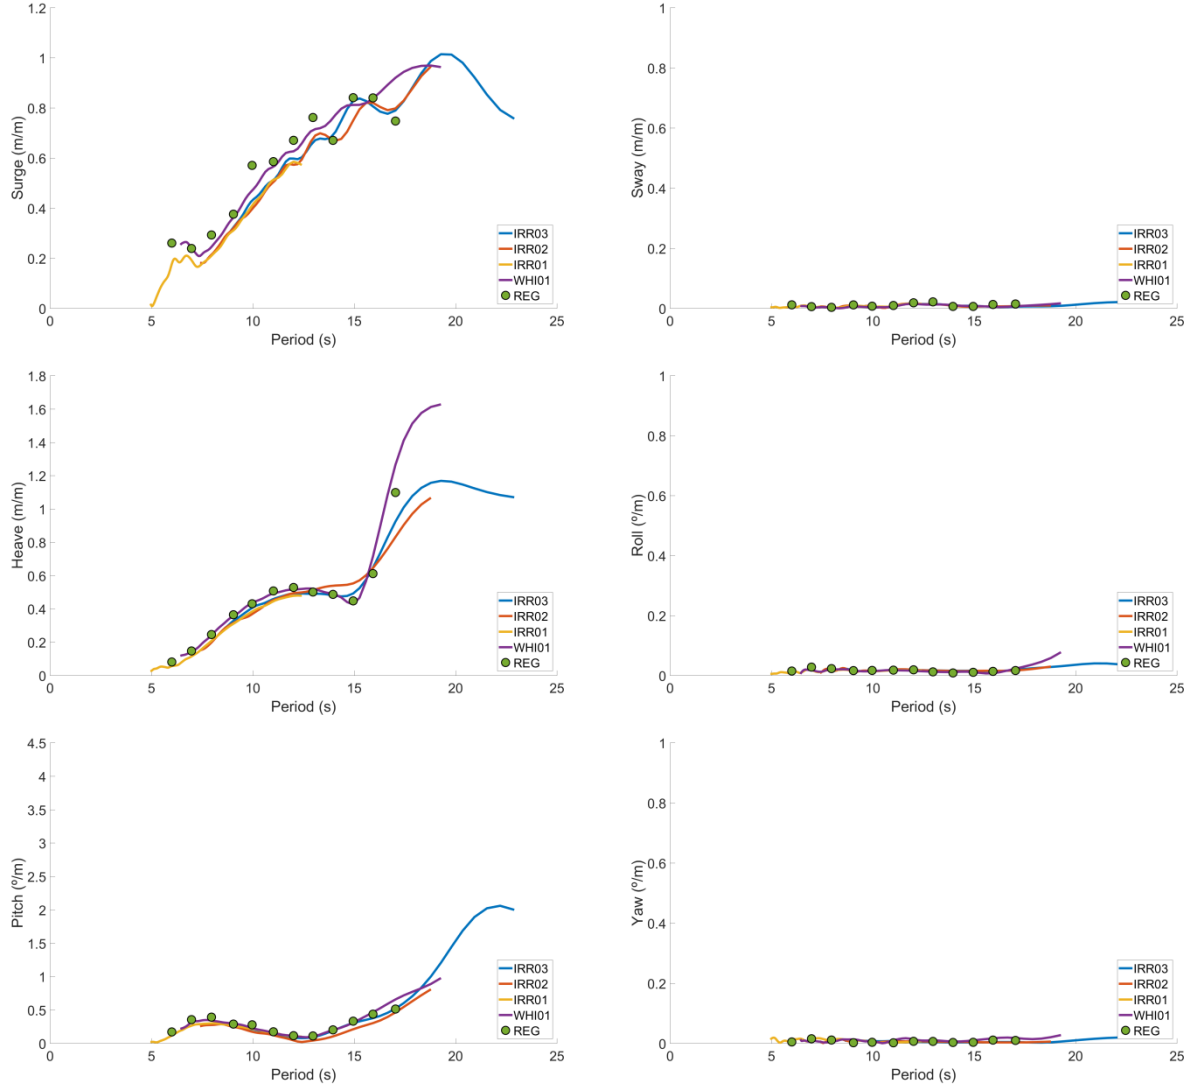 Surge (m/m)
1.2
1
0.8
0.6
0.4
0.2
0
0 5 10 15 20 25
Period (s)
IRR03
IRR02
IRR01
WHI01
REG
Sway (m/m)
1
0.8
0.6
0.4
0.2
0
0 5 10 15 20 25
Period (s)
IRR03
IRR02
IRR01
WHI01
REG
Heave (m/m)
1.8
1.6
1.4
1.2
1
0.8
0.6
0.4
0.2
0
0 5 10 15 20 25
Period (s)
IRR03
IRR02
IRR01
WHI01
REG
Roll (º/m)
1
0.8
0.6
0.4
0.2
0
0 5 10 15 20 25
Period (s)
IRR03
IRR02
IRR01
WHI01
REG
Pitch (º/m)
4.5
4
3.5
3
2.5
2
1.5
1
0.5
0
0 5 10 15 20 25
Period (s)
IRR03
IRR02
IRR01
WHI01
REG
Yaw (º/m)
1
0.8
0.6
0.4
0.2
0
0 5 10 15 20 25
Period (s)
IRR03
IRR02
IRR01
WHI01
REG